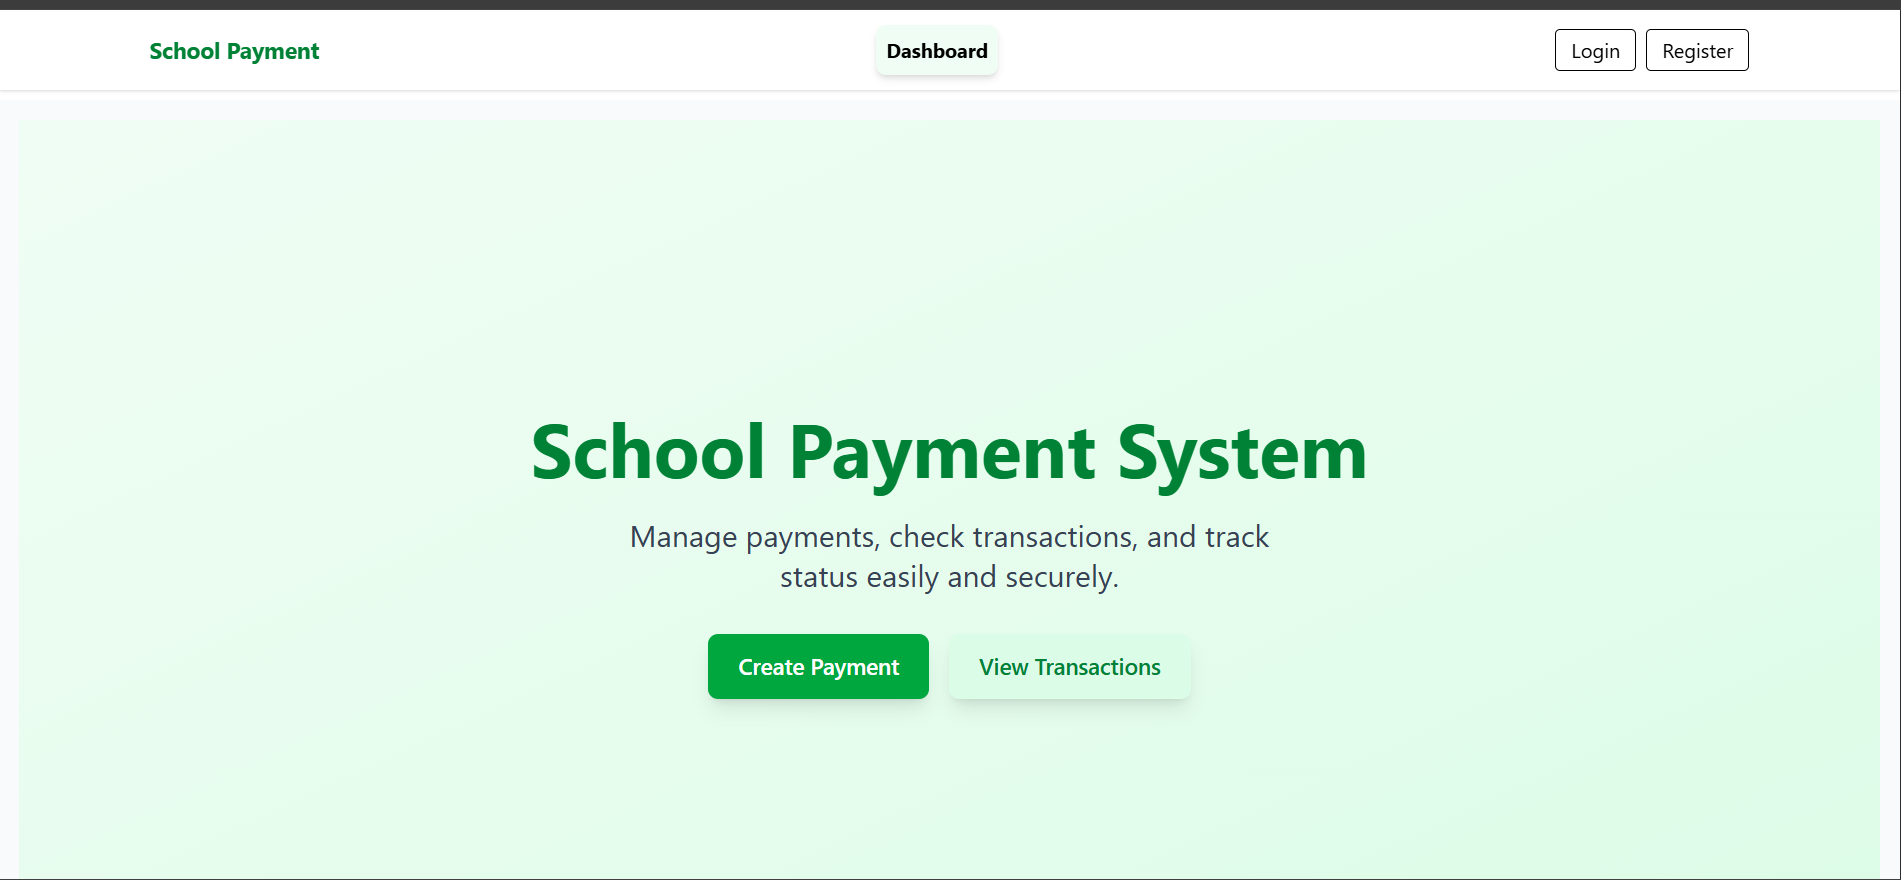 School Payment
Dashboard
Login
Register
School Payment System
Manage payments, check transactions, and track
status easily and securely.
Create Payment
View Transactions